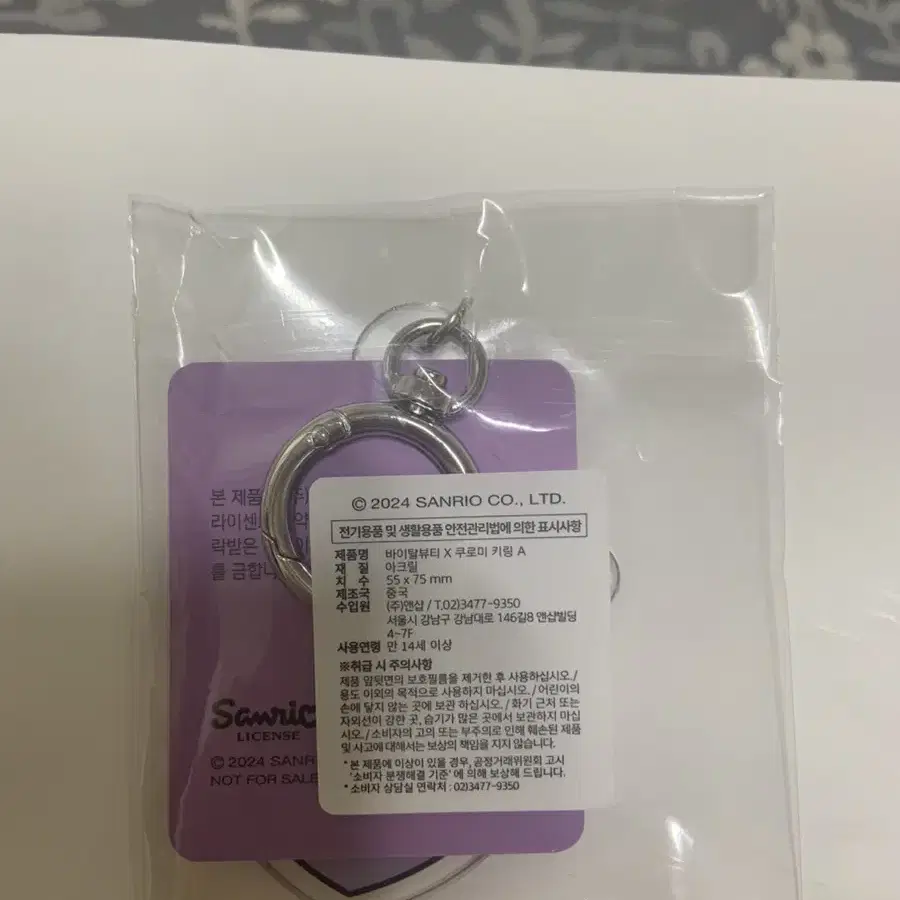 © 2024 SANRIO CO., LTD.
전기용품 및 생활용품 안전관리법에 의한 표시사항
제품명 바이탈뷰티 X 쿠로미 키링 A
재 질 아크릴
치 수 55 x 75 mm
제조국 중국
수입원 (주)앤샵 / T.02)3477-9350
서울시 강남구 강남대로 146길8 앤샵빌딩
4~7F
사용연령 만 14세 이상
※취급 시 주의사항
제품 앞뒷면의 보호필름을 제거한 후 사용하십시오./
용도 이외의 목적으로 사용하지 마십시오./어린이의
손에 닿지 않는 곳에 보관 하십시오./화기 근처 또는
자외선이 강한 곳, 습기가 많은 곳에서 보관하지 마십
시오./소비자의 고의 또는 부주의로 인해 훼손된 제품
및 사고에 대해서는 보상의 책임을 지지 않습니다.
* 본 제품에 이상이 있을 경우, 공정거래위원회 고시
'소비자 분쟁해결 기준' 에 의해 보상해 드립니다.
* 소비자 상담실 연락처 : 02)3477-9350
본 제품
라이센
락받은
를 금합니
Sanrio
LICENSE
© 2024 SANR
NOT FOR SALE